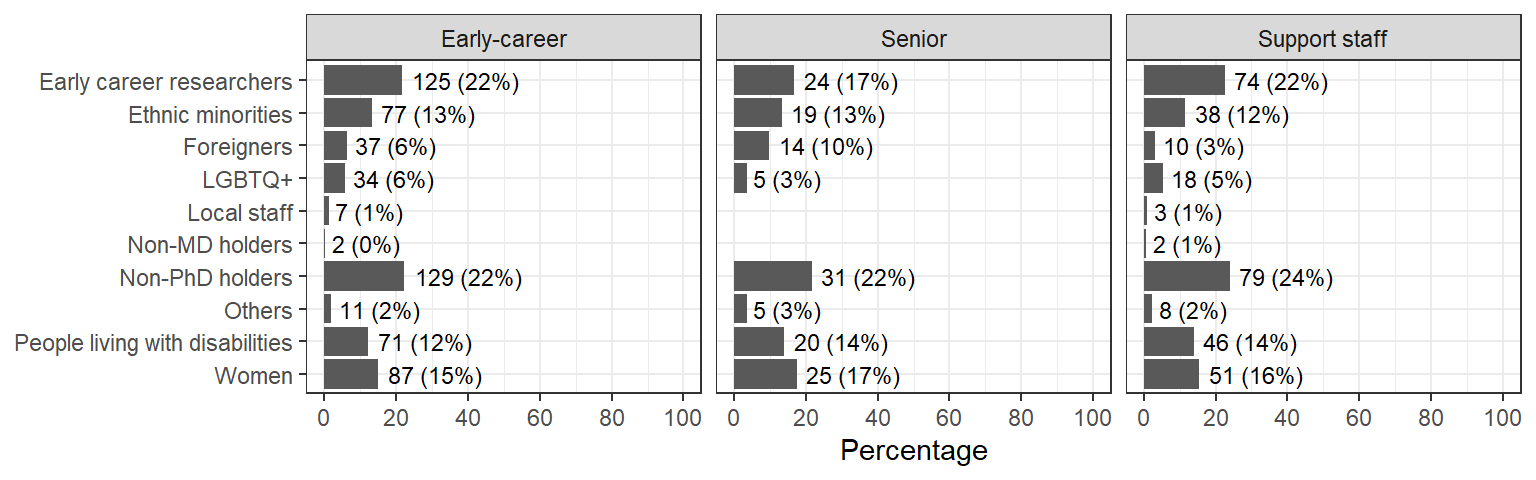 Early-career Senior Support staff
Early career researchers 125 (22%) 24 (17%) 74 (22%)
Ethnic minorities 77 (13%) 19 (13%) 38 (12%)
Foreigners 37 (6%) 14 (10%) 10 (3%)
LGBTQ+ 34 (6%) 5 (3%) 18 (5%)
Local staff 7 (1%) 3 (1%)
Non-MD holders 2 (0%) 2 (1%)
Non-PhD holders 129 (22%) 31 (22%) 79 (24%)
Others 11 (2%) 5 (3%) 8 (2%)
People living with disabilities 71 (12%) 20 (14%) 46 (14%)
Women 87 (15%) 25 (17%) 51 (16%)
0 20 40 60 80 100 0 20 40 60 80 100 0 20 40 60 80 100
Percentage